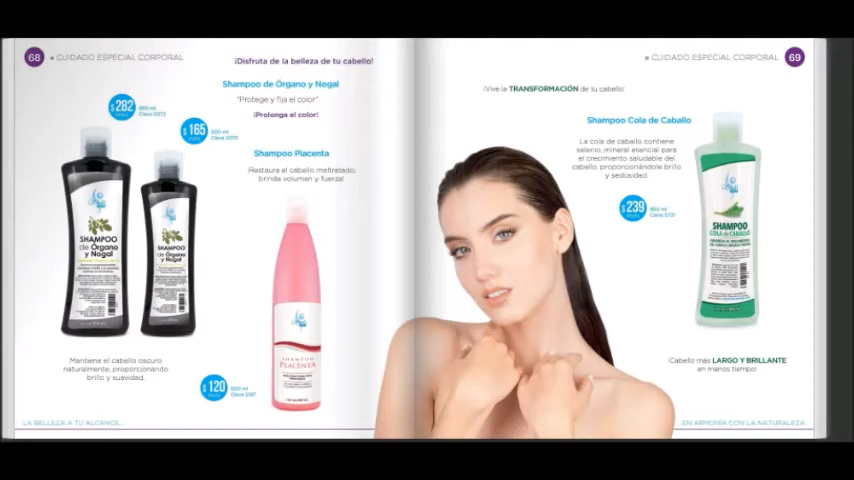 68
» CUIDADO ESPECIAL CORPORAL
¡Disfruta de la belleza de tu cabello!
Shampoo de Órgano y Nogal
"Protege y fija el color"
¡Prolonga el color!
$282
$165
Shampoo Placenta
¡Restaura el cabello maltratado,
brinda volumen y fuerza!
SHAMPOO
de Órgano
y Nogal
SHAMPOO
de Órgano
y Nogal
SHAMPOO
PLACENTA
Mantiene el cabello oscuro
naturalmente, proporcionando
brillo y suavidad.
$120
LA BELLEZA A TU ALCANCE...
» CUIDADO ESPECIAL CORPORAL
69
¡Vive la TRANSFORMACIÓN de tu cabello!
Shampoo Cola de Caballo
La cola de caballo contiene
selenio, mineral esencial para
el crecimiento saludable del
cabello, proporcionándole brillo
y sedosidad.
$239
SHAMPOO
COLA de CABALLO
¡Cabello más LARGO Y BRILLANTE
en menos tiempo!
...EN ARMONÍA CON LA NATURALEZA